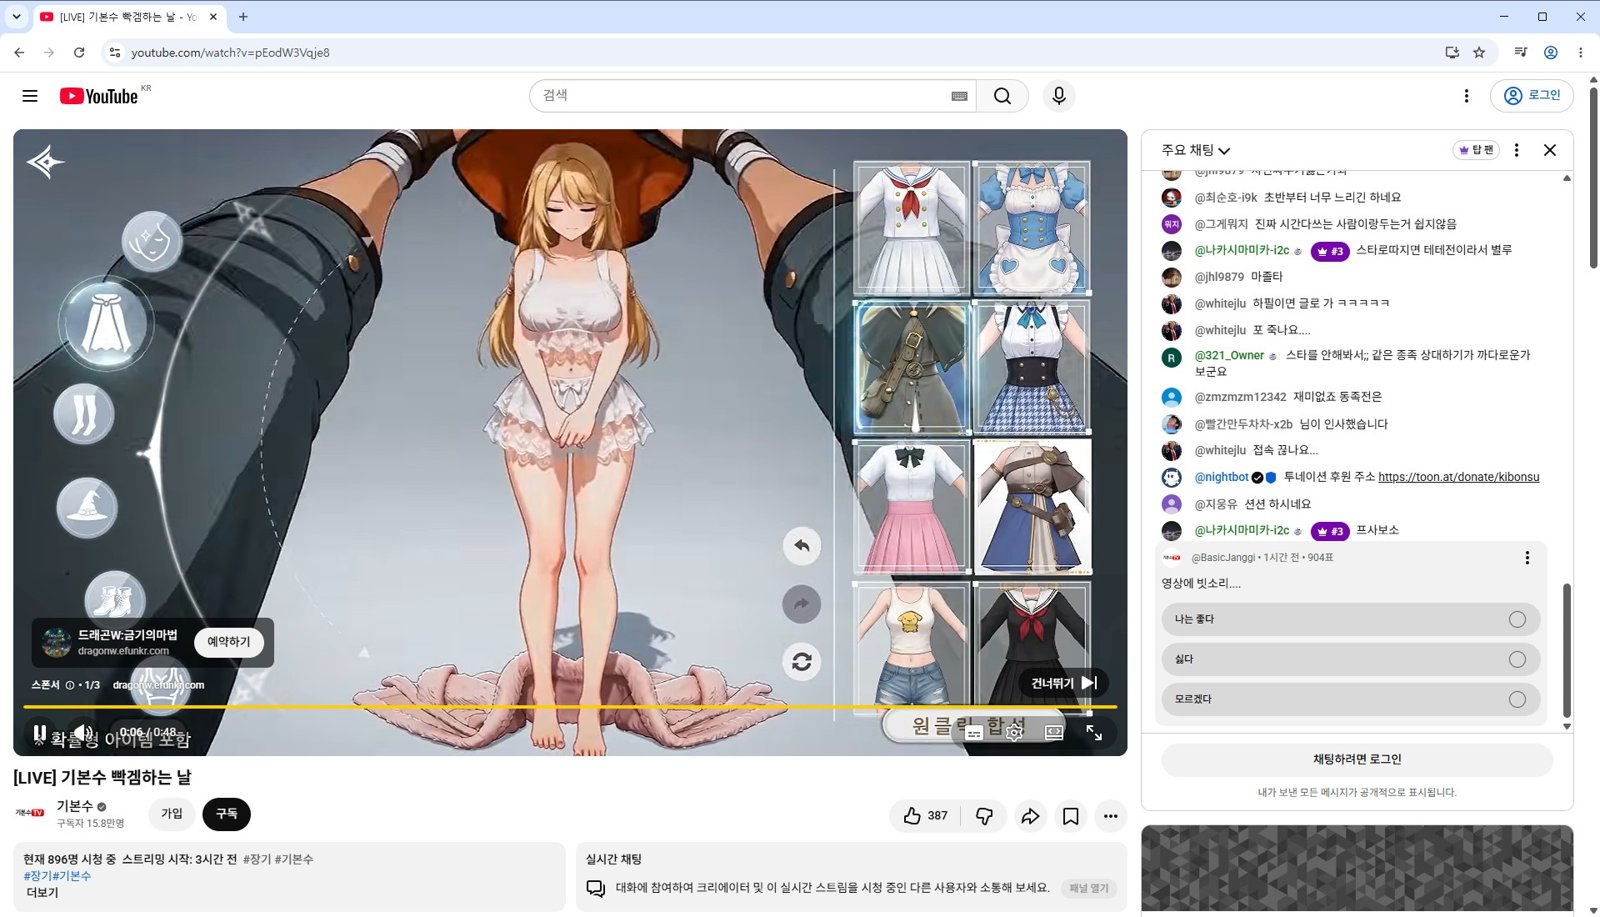 [LIVE] 기본수 빡겜하는 날 - Yo
youtube.com/watch?v=pEodW3Vqje8
YouTube KR
검색
로그인
드래곤W:금기의마법
dragonw.efunkr.com
예약하기
스폰서 • 1/3 dragonw.efunkr.com
건너뛰기
0:06 / 0:48
확률형 아이템 포함
원클릭 합성
[LIVE] 기본수 빡겜하는 날
기본수
구독자 15.8만명
가입
구독
387
현재 896명 시청 중 스트리밍 시작: 3시간 전 #장기 #기본수
#장기#기본수
더보기
실시간 채팅
대화에 참여하여 크리에이터 및 이 실시간 스트림을 시청 중인 다른 사용자와 소통해 보세요.
패널 열기
주요 채팅
탑 팬
@jhl9879
@최순호-i9k 초반부터 너무 느리긴 하네요
@그게뭐지 진짜 시간다쓰는 사람이랑두는거 쉽지않음
@나카시마미카-i2c #3 스타로따지면 테테전이라서 별루
@jhl9879 마졸타
@whitejlu 하필이면 글로 가 ㅋㅋㅋㅋㅋ
@whitejlu 포 죽나요....
@321_Owner 스타를 안해봐서;; 같은 종족 상대하기가 까다로운가
보군요
@zmzmzm12342 재미없죠 동족전은
@빨간만두차차-x2b 님이 인사했습니다
@whitejlu 접속 끊나요...
@nightbot 투네이션 후원 주소 https://toon.at/donate/kibonsu
@지웅유 션션 하시네요
@나카시마미카-i2c #3 프사보소
@BasicJanggi • 1시간 전 • 904표
영상에 빗소리....
나는 좋다
싫다
모르겠다
채팅하려면 로그인
내가 보낸 모든 메시지가 공개적으로 표시됩니다.